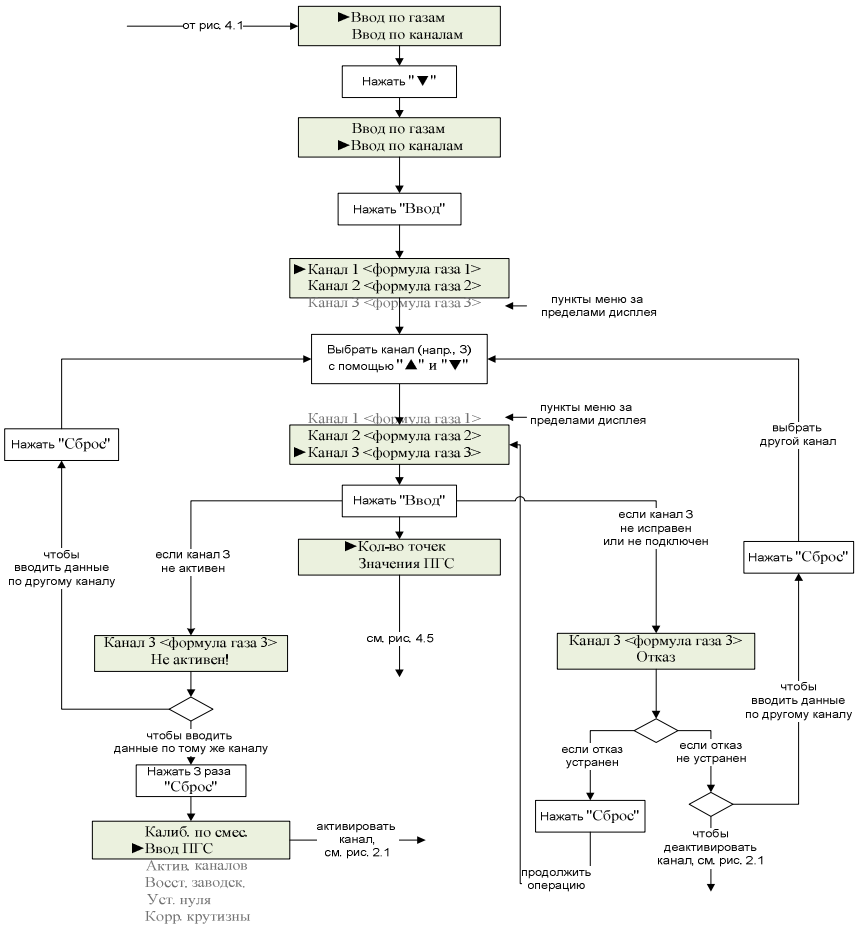 от рис. 4.1
►Ввод по газам
Ввод по каналам
Нажать "▼"
Ввод по газам
►Ввод по каналам
Нажать "Ввод"
►Канал 1 <формула газа 1>
Канал 2 <формула газа 2>
Канал 3 <формула газа 3>
пункты меню за
пределами дисплея
Выбрать канал (напр., 3)
с помощью "▲" и "▼"
Канал 1 <формула газа 1>
Канал 2 <формула газа 2>
►Канал 3 <формула газа 3>
пункты меню за
пределами дисплея
Нажать "Сброс"
выбрать
другой канал
Нажать "Ввод"
чтобы
вводить данные
по другому каналу
если канал 3
не активен
►Кол-во точек
Значения ПГС
если канал 3
не исправен
или не подключен
Нажать "Сброс"
см. рис. 4.5
Канал 3 <формула газа 3>
Не активен!
Канал 3 <формула газа 3>
Отказ
чтобы
вводить данные
по другому каналу
чтобы вводить
данные по тому же каналу
если отказ
устранен
если отказ
не устранен
Нажать 3 раза
"Сброс"
Нажать "Сброс"
Калиб. по смес.
►Ввод ПГС
Актив. каналов
Восст. заводск.
Уст. нуля
Корр. крутизны
активировать
канал,
см. рис. 2.1
продолжить
операцию
чтобы
деактивировать
канал, см. рис. 2.1